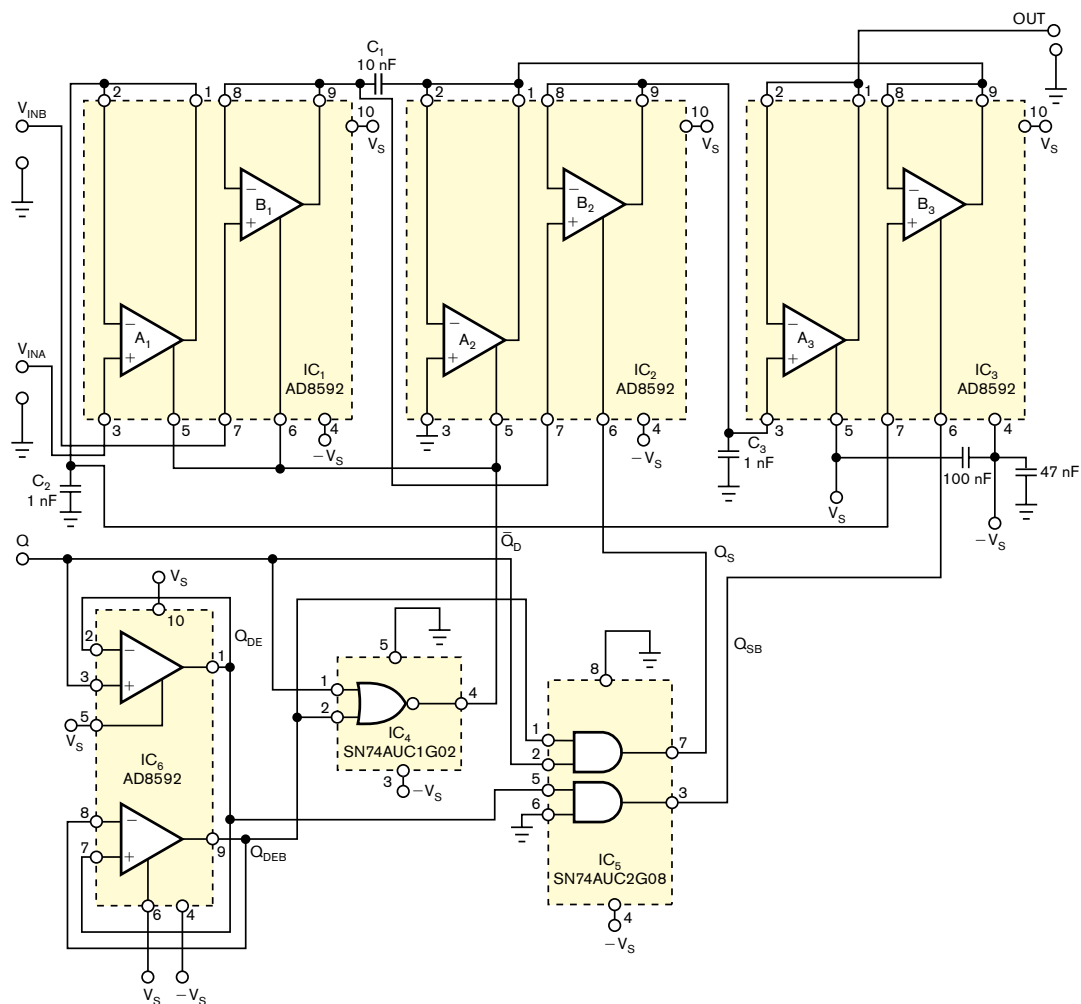 OUT
C1
10 nF
2
1
8
9
2
1
8
9
2
1
8
9
VINB
10
VS
10
VS
10
VS
−
+
B1
−
+
B2
−
+
B3
VINA
−
+
A1
−
+
A2
−
+
A3
IC1
AD8592
IC2
AD8592
IC3
AD8592
3
5
7
6
4
−VS
3
5
7
6
4
−VS
3
5
7
6
4
C3
1 nF
C2
1 nF
100 nF
47 nF
VS
−VS
Q
Q̅D
QS
VS
10
QDE
QSB
2
−
1
3
+
5
VS
IC6
AD8592
8
−
7
+
9
QDEB
6
4
VS
−VS
5
1
2
4
IC4
SN74AUC1G02
3
−VS
8
1
2
7
5
6
3
IC5
SN74AUC2G08
4
−VS